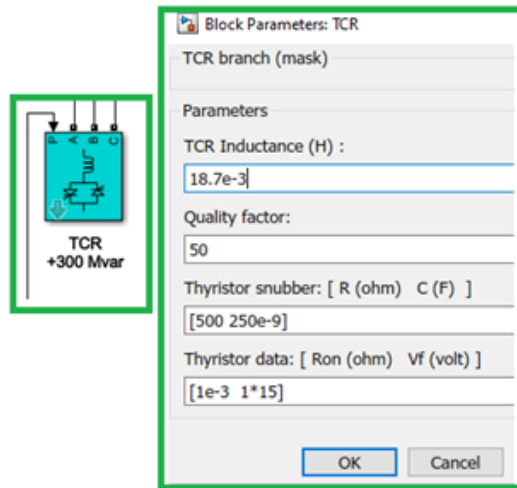 Block Parameters: TCR
TCR branch (mask)
Parameters
TCR Inductance (H) :
18.7e-3
Quality factor:
50
Thyristor snubber: [ R (ohm)   C (F)  ]
[500 250e-9]
Thyristor data: [ Ron (ohm)   Vf (volt) ]
[1e-3  1*15]
OK
Cancel
P A B C
TCR
+300 Mvar